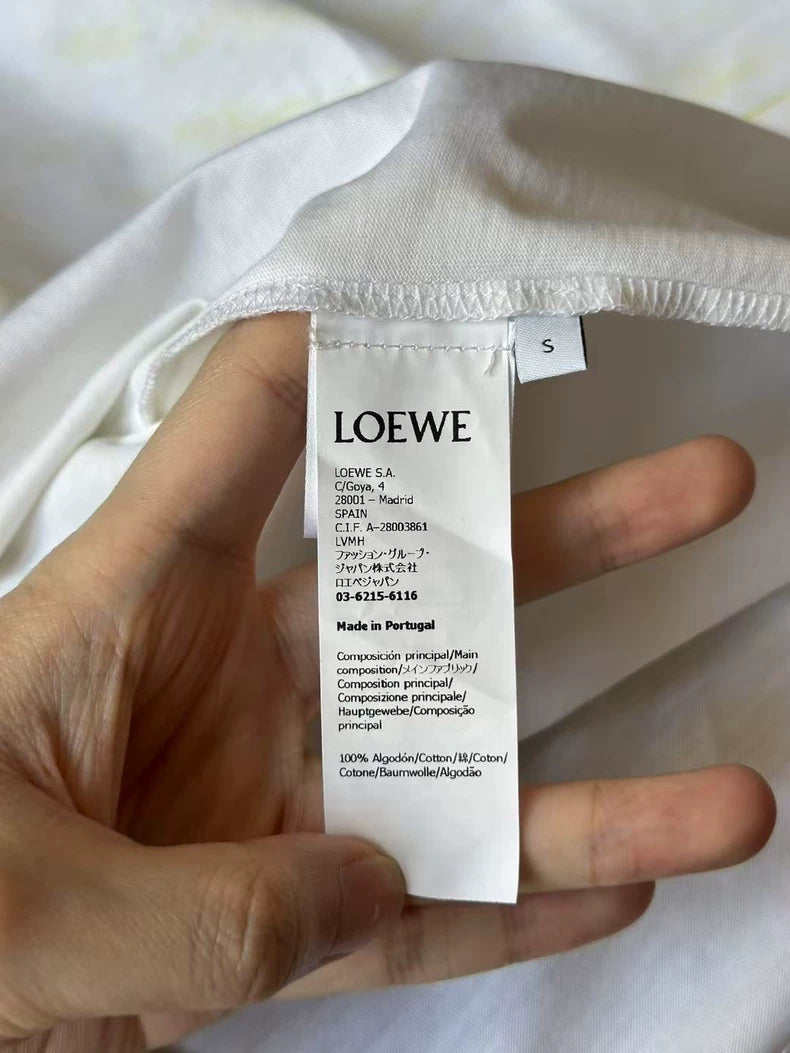 S
LOEWE
LOEWE S.A.
C/Goya, 4
28001 – Madrid
SPAIN
C.I.F. A-28003861
LVMH
ファッション・グループ・
ジャパン株式会社
ロエベジャパン
03-6215-6116
Made in Portugal
Composición principal/Main
composition/メインファブリック/
Composition principal/
Composizione principale/
Hauptgewebe/Composição
principal
100% Algodón/Cotton/綿/Coton/
Cotone/Baumwolle/Algodão